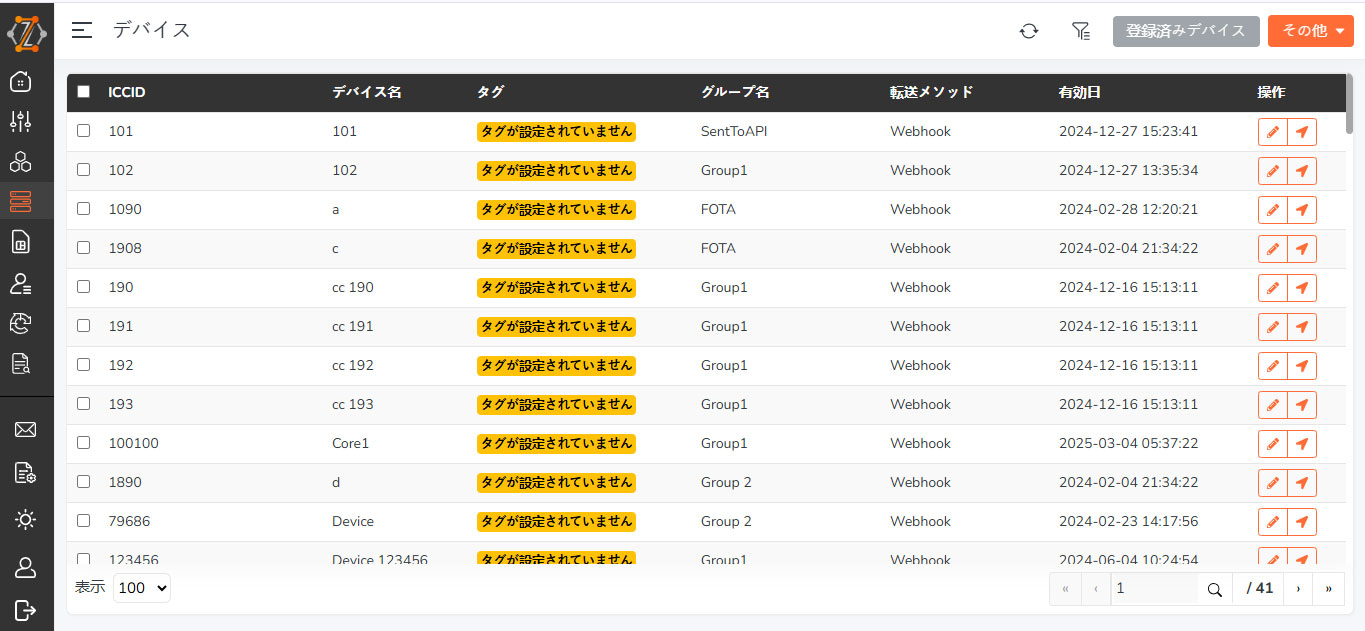 デバイス
登録済みデバイス
その他
ICCID デバイス名 タグ グループ名 転送メソッド 有効日 操作
101 101 タグが設定されていません SentToAPI Webhook 2024-12-27 15:23:41
102 102 タグが設定されていません Group1 Webhook 2024-12-27 13:35:34
1090 a タグが設定されていません FOTA Webhook 2024-02-28 12:20:21
1908 c タグが設定されていません FOTA Webhook 2024-02-04 21:34:22
190 cc 190 タグが設定されていません Group1 Webhook 2024-12-16 15:13:11
191 cc 191 タグが設定されていません Group1 Webhook 2024-12-16 15:13:11
192 cc 192 タグが設定されていません Group1 Webhook 2024-12-16 15:13:11
193 cc 193 タグが設定されていません Group1 Webhook 2024-12-16 15:13:11
100100 Core1 タグが設定されていません Group1 Webhook 2025-03-04 05:37:22
1890 d タグが設定されていません Group 2 Webhook 2024-02-04 21:34:22
79686 Device タグが設定されていません Group 2 Webhook 2024-02-23 14:17:56
123456 Device 123456 タグが設定されていません Group1 Webhook 2024-06-04 10:24:54
表示 100 « ‹ 1 / 41 › »